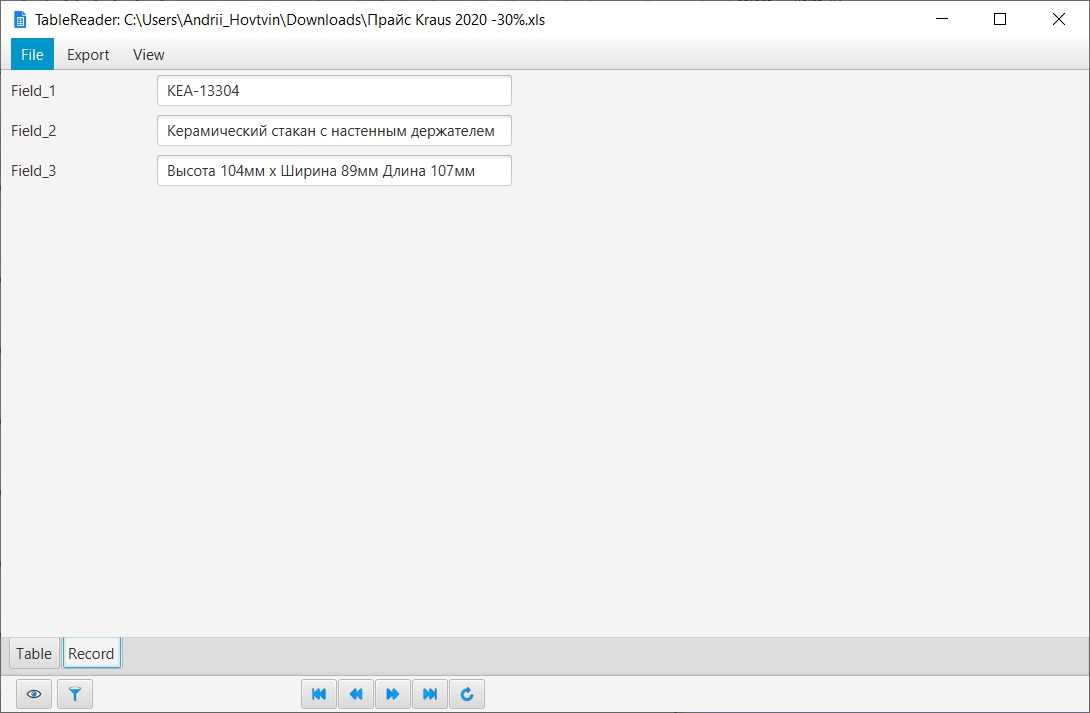 TableReader: C:\Users\Andrii_Hovtvin\Downloads\Прайс Kraus 2020 -30%.xls
File Export View
Field_1 KEA-13304
Field_2 Керамический стакан с настенным держателем
Field_3 Высота 104мм x Ширина 89мм Длина 107мм
Table Record